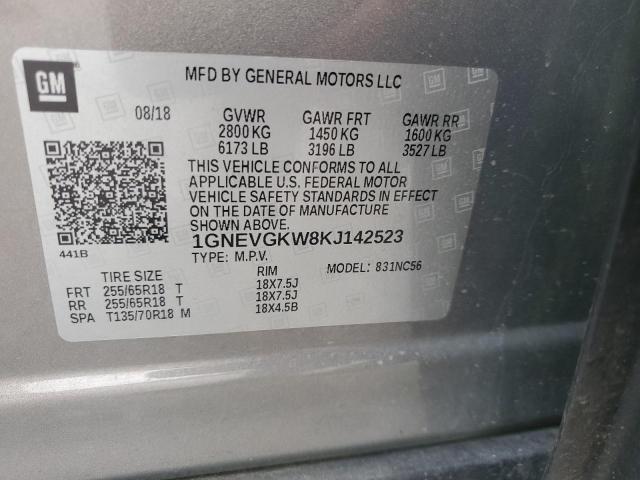 GM
MFD BY GENERAL MOTORS LLC
08/18 GVWR GAWR FRT GAWR RR
2800 KG 1450 KG 1600 KG
6173 LB 3196 LB 3527 LB
THIS VEHICLE CONFORMS TO ALL
APPLICABLE U.S. FEDERAL MOTOR
VEHICLE SAFETY STANDARDS IN EFFECT
ON THE DATE OF MANUFACTURE
SHOWN ABOVE.
1GNEVGKW8KJ142523
441B TYPE: M.P.V.
MODEL: 831NC56
TIRE SIZE RIM
FRT 255/65R18 T 18X7.5J
RR 255/65R18 T 18X7.5J
SPA T135/70R18 M 18X4.5B